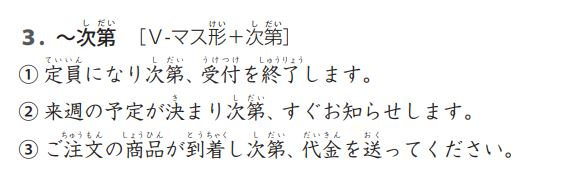 3. ～次第 [V-マス形＋次第]
① 定員になり次第、受付を終了します。
② 来週の予定が決まり次第、すぐお知らせします。
③ ご注文の商品が到着し次第、代金を送ってください。